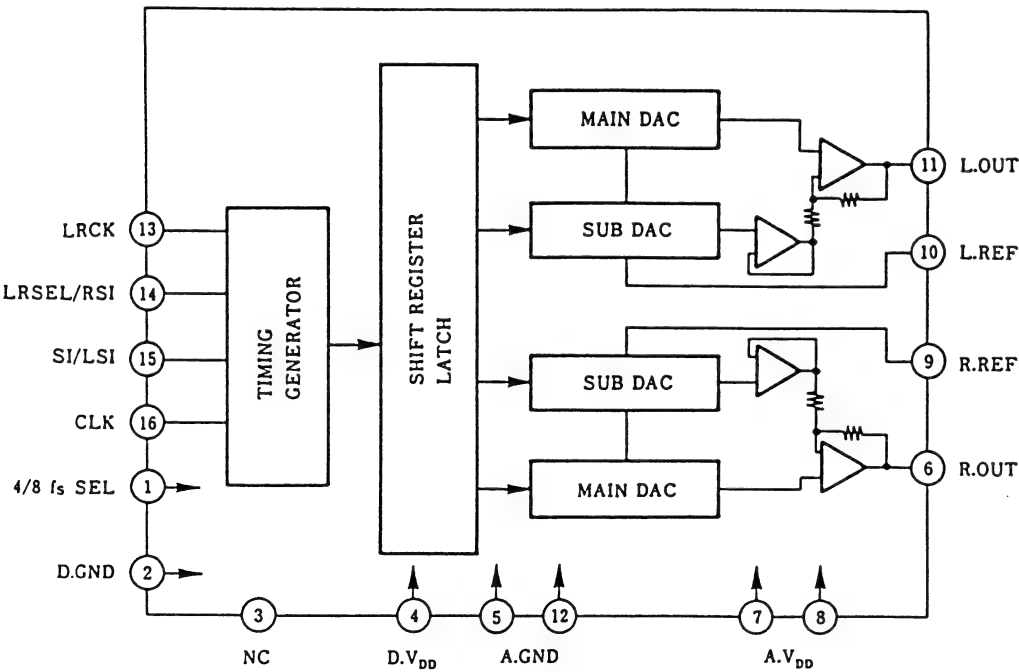 MAIN DAC
11 L.OUT
LRCK 13
SUB DAC
10 L.REF
LRSEL/RSI 14
TIMING
GENERATOR
SHIFT REGISTER
LATCH
SI/LSI 15
SUB DAC
9 R.REF
CLK 16
4/8 fs SEL 1
MAIN DAC
6 R.OUT
D.GND 2
3
4
5
12
7
8
NC
D.VDD
A.GND
A.VDD